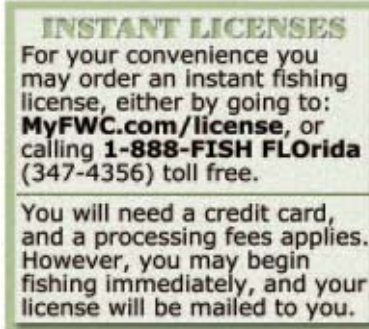 INSTANT LICENSES
For your convenience you
may order an instant fishing
license, either by going to:
MyFWC.com/license, or
calling 1-888-FISH FLOrida
(347-4356) toll free.
You will need a credit card,
and a processing fees applies.
However, you may begin
fishing immediately, and your
license will be mailed to you.